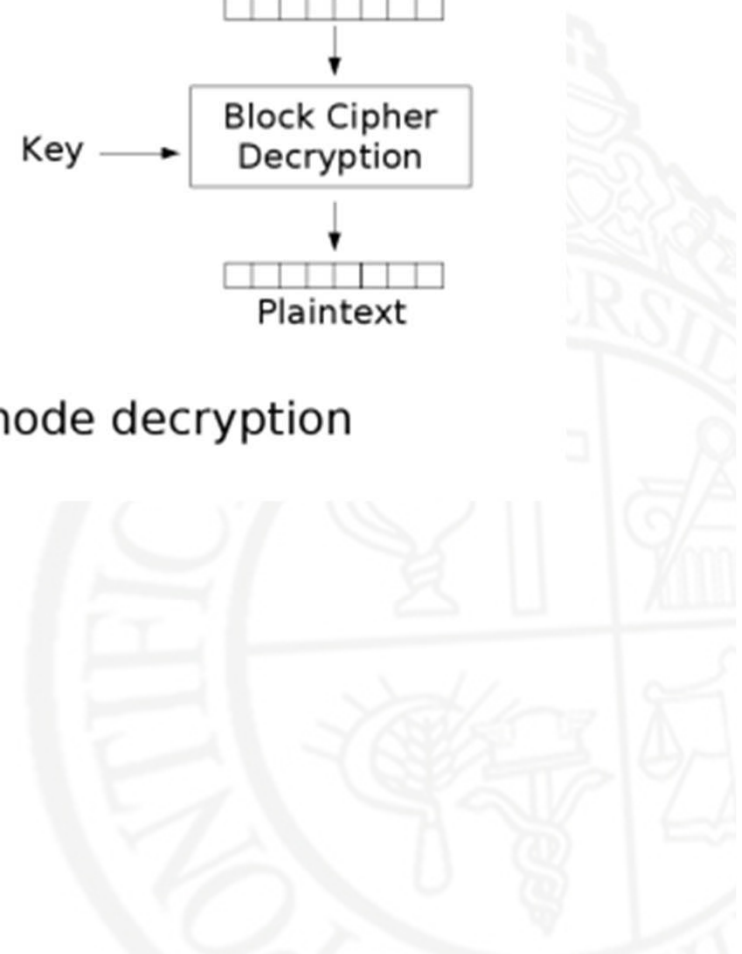 Block Cipher
Key
Decryption
Plaintext
node decryption